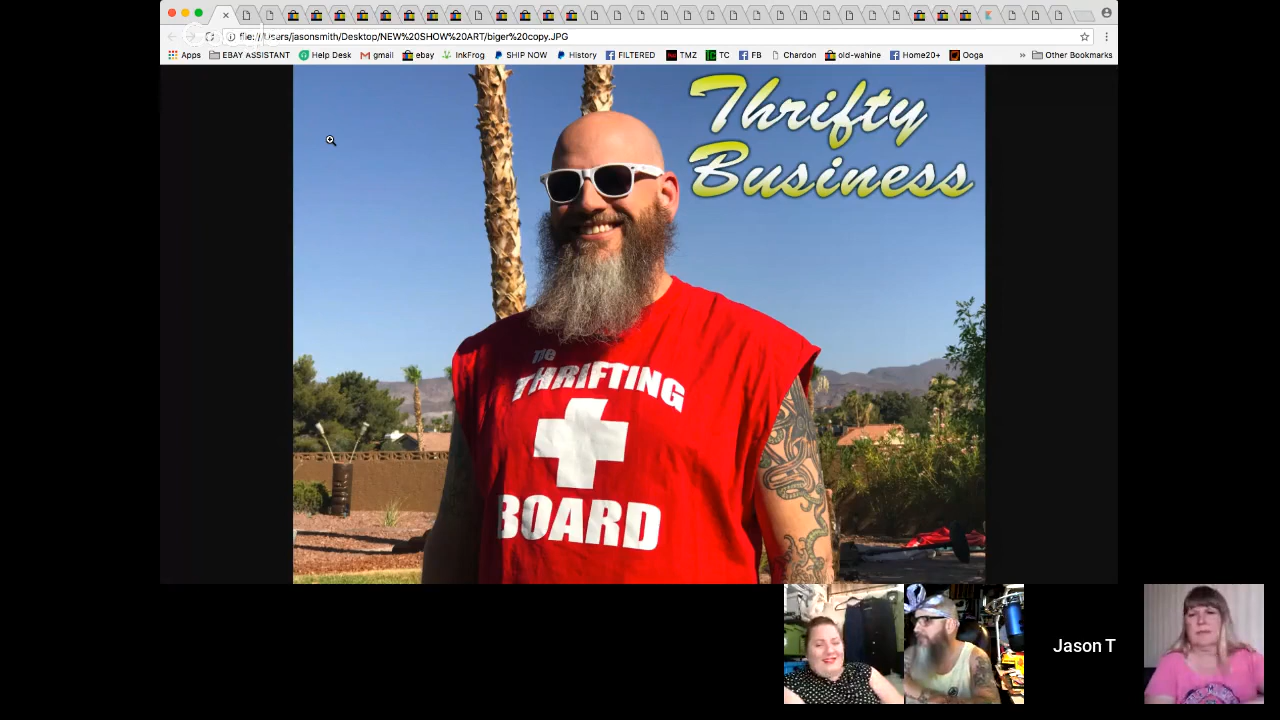 file:///Users/jasonsmith/Desktop/NEW%20SHOW%20ART/biger%20copy.JPG
Apps EBAY ASSISTANT Help Desk gmail ebay InkFrog SHIP NOW History FILTERED TMZ TC FB Chardon old-wahine Home20+ Ooga » Other Bookmarks
Thrifty
Business
The
THRIFTING
BOARD
Jason T